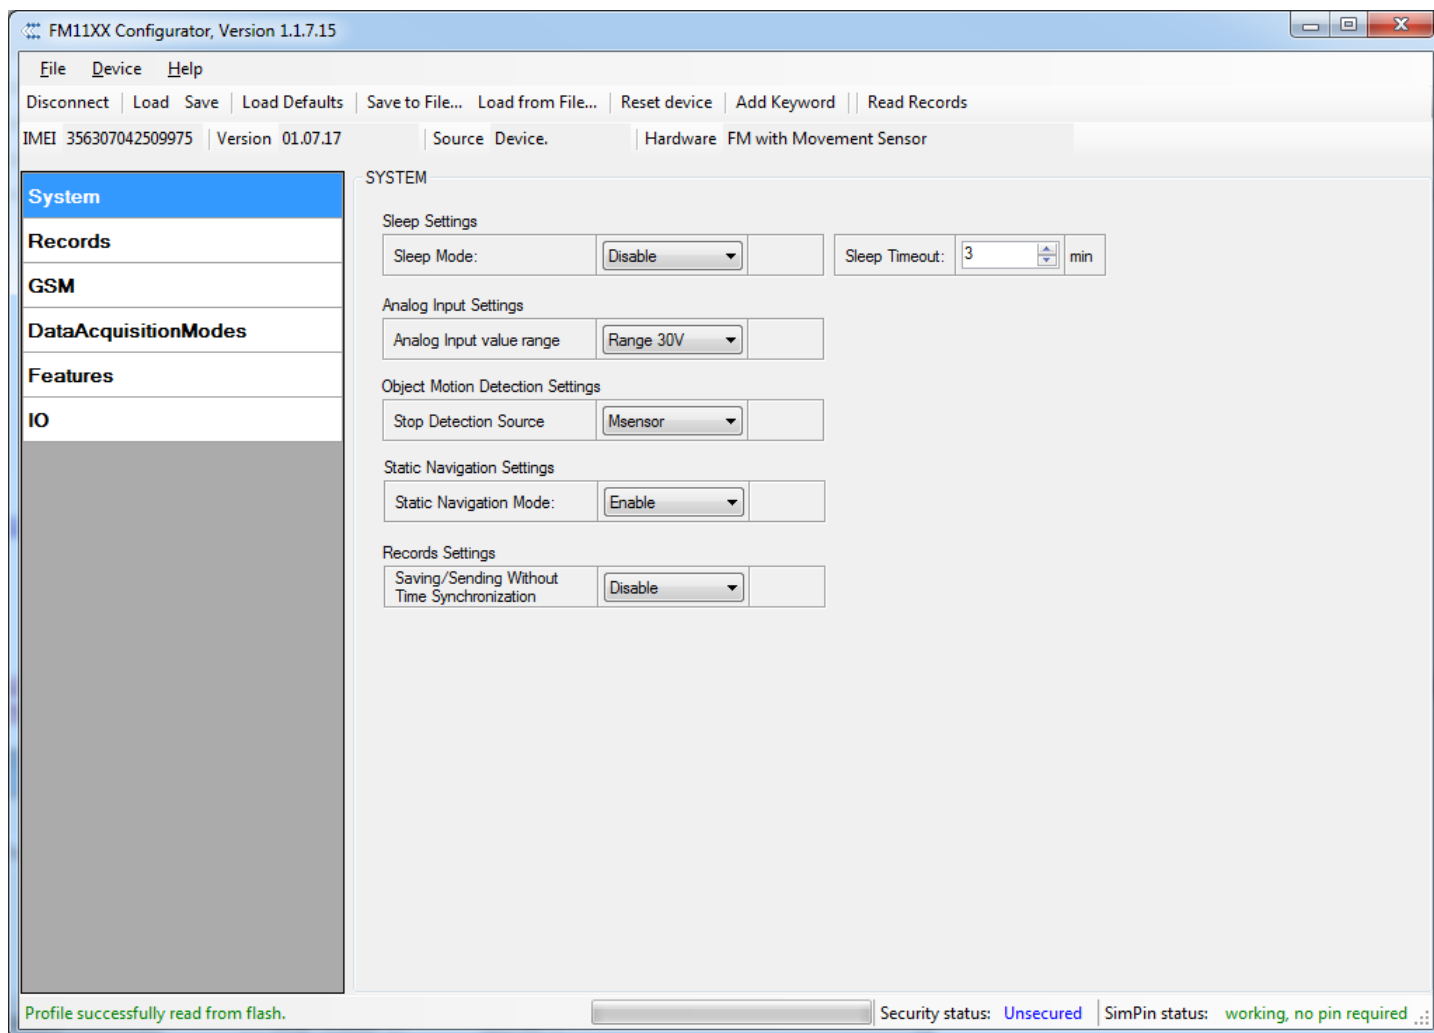 FM11XX Configurator, Version 1.1.7.15
File Device Help
Disconnect Load Save Load Defaults Save to File... Load from File... Reset device Add Keyword Read Records
IMEI 356307042509975 Version 01.07.17 Source Device. Hardware FM with Movement Sensor
System
Records
GSM
DataAcquisitionModes
Features
IO
SYSTEM
Sleep Settings
Sleep Mode: Disable Sleep Timeout: 3 min
Analog Input Settings
Analog Input value range Range 30V
Object Motion Detection Settings
Stop Detection Source Msensor
Static Navigation Settings
Static Navigation Mode: Enable
Records Settings
Saving/Sending Without
Time Synchronization Disable
Profile successfully read from flash. Security status: Unsecured SimPin status: working, no pin required